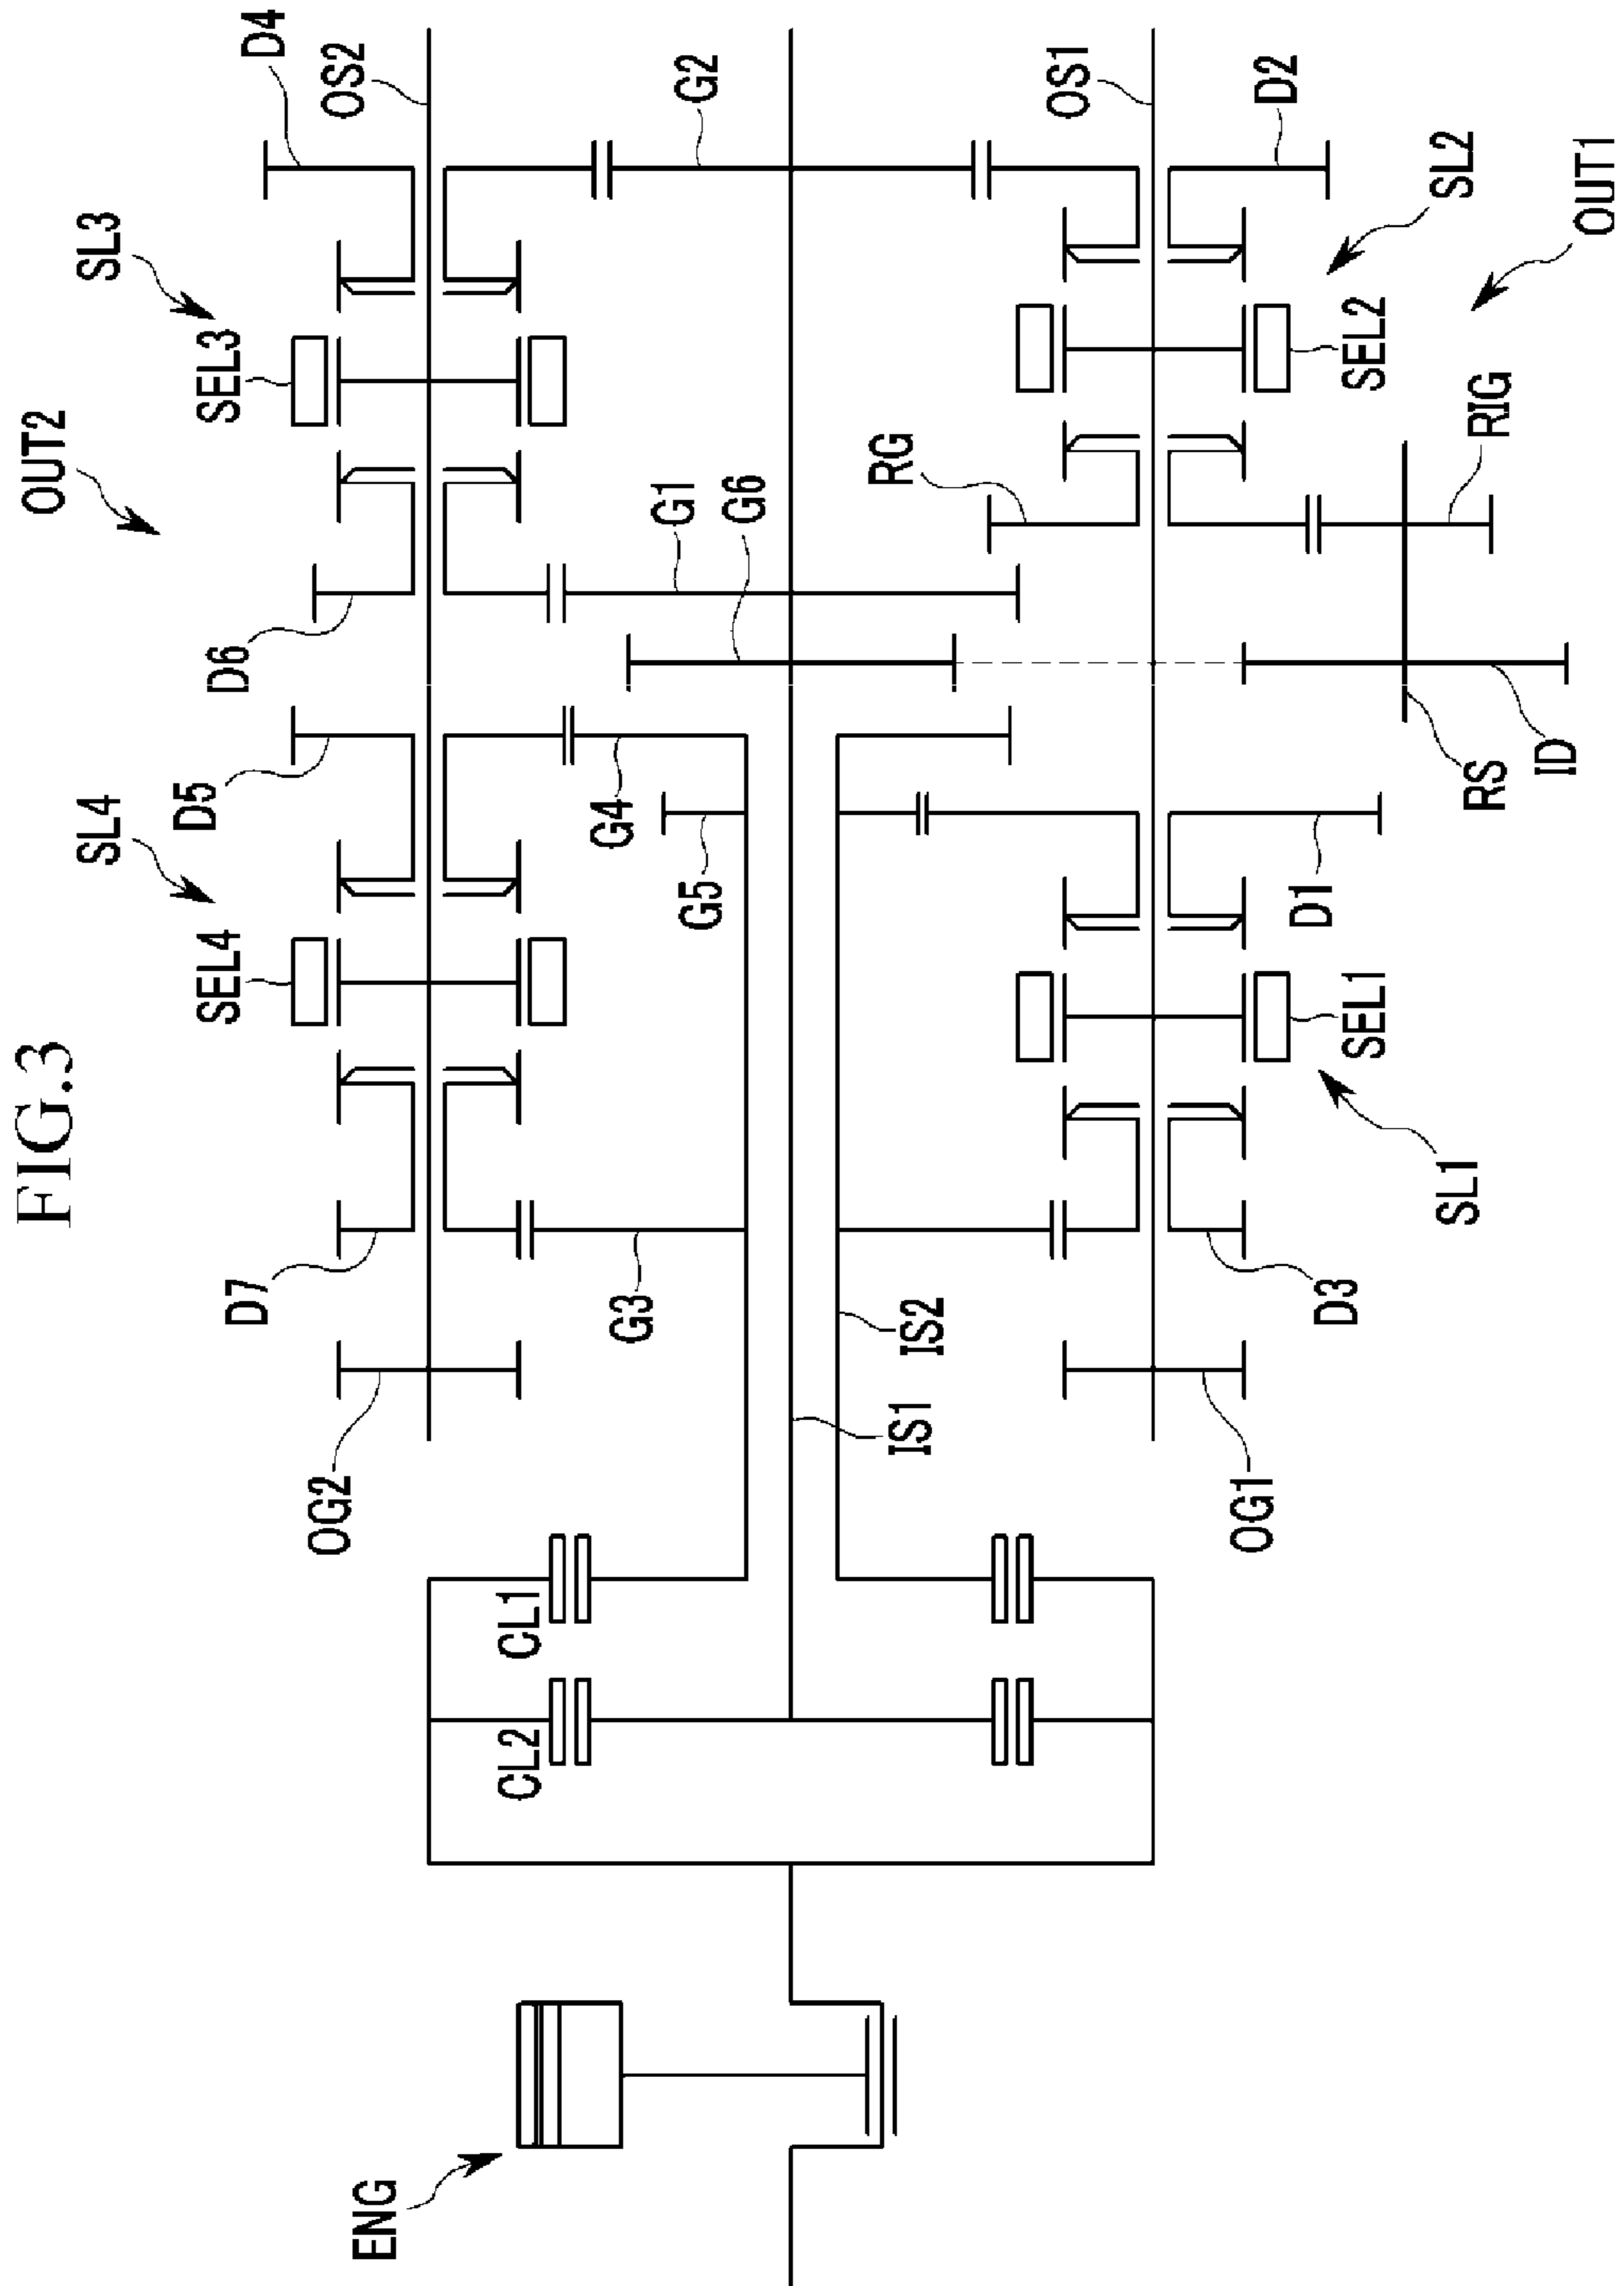 FIG.3
ENG
CL2
CL1
OG2
D7
SEL4
SL4
D5
D6
OUT2
SEL3
SL3
D4
OS2
G3
G5
G4
G1
G6
G2
IS1
IS2
RG
OS1
OG1
D3
SL1
SEL1
D1
RS
ID
RIG
SEL2
SL2
D2
OUT1